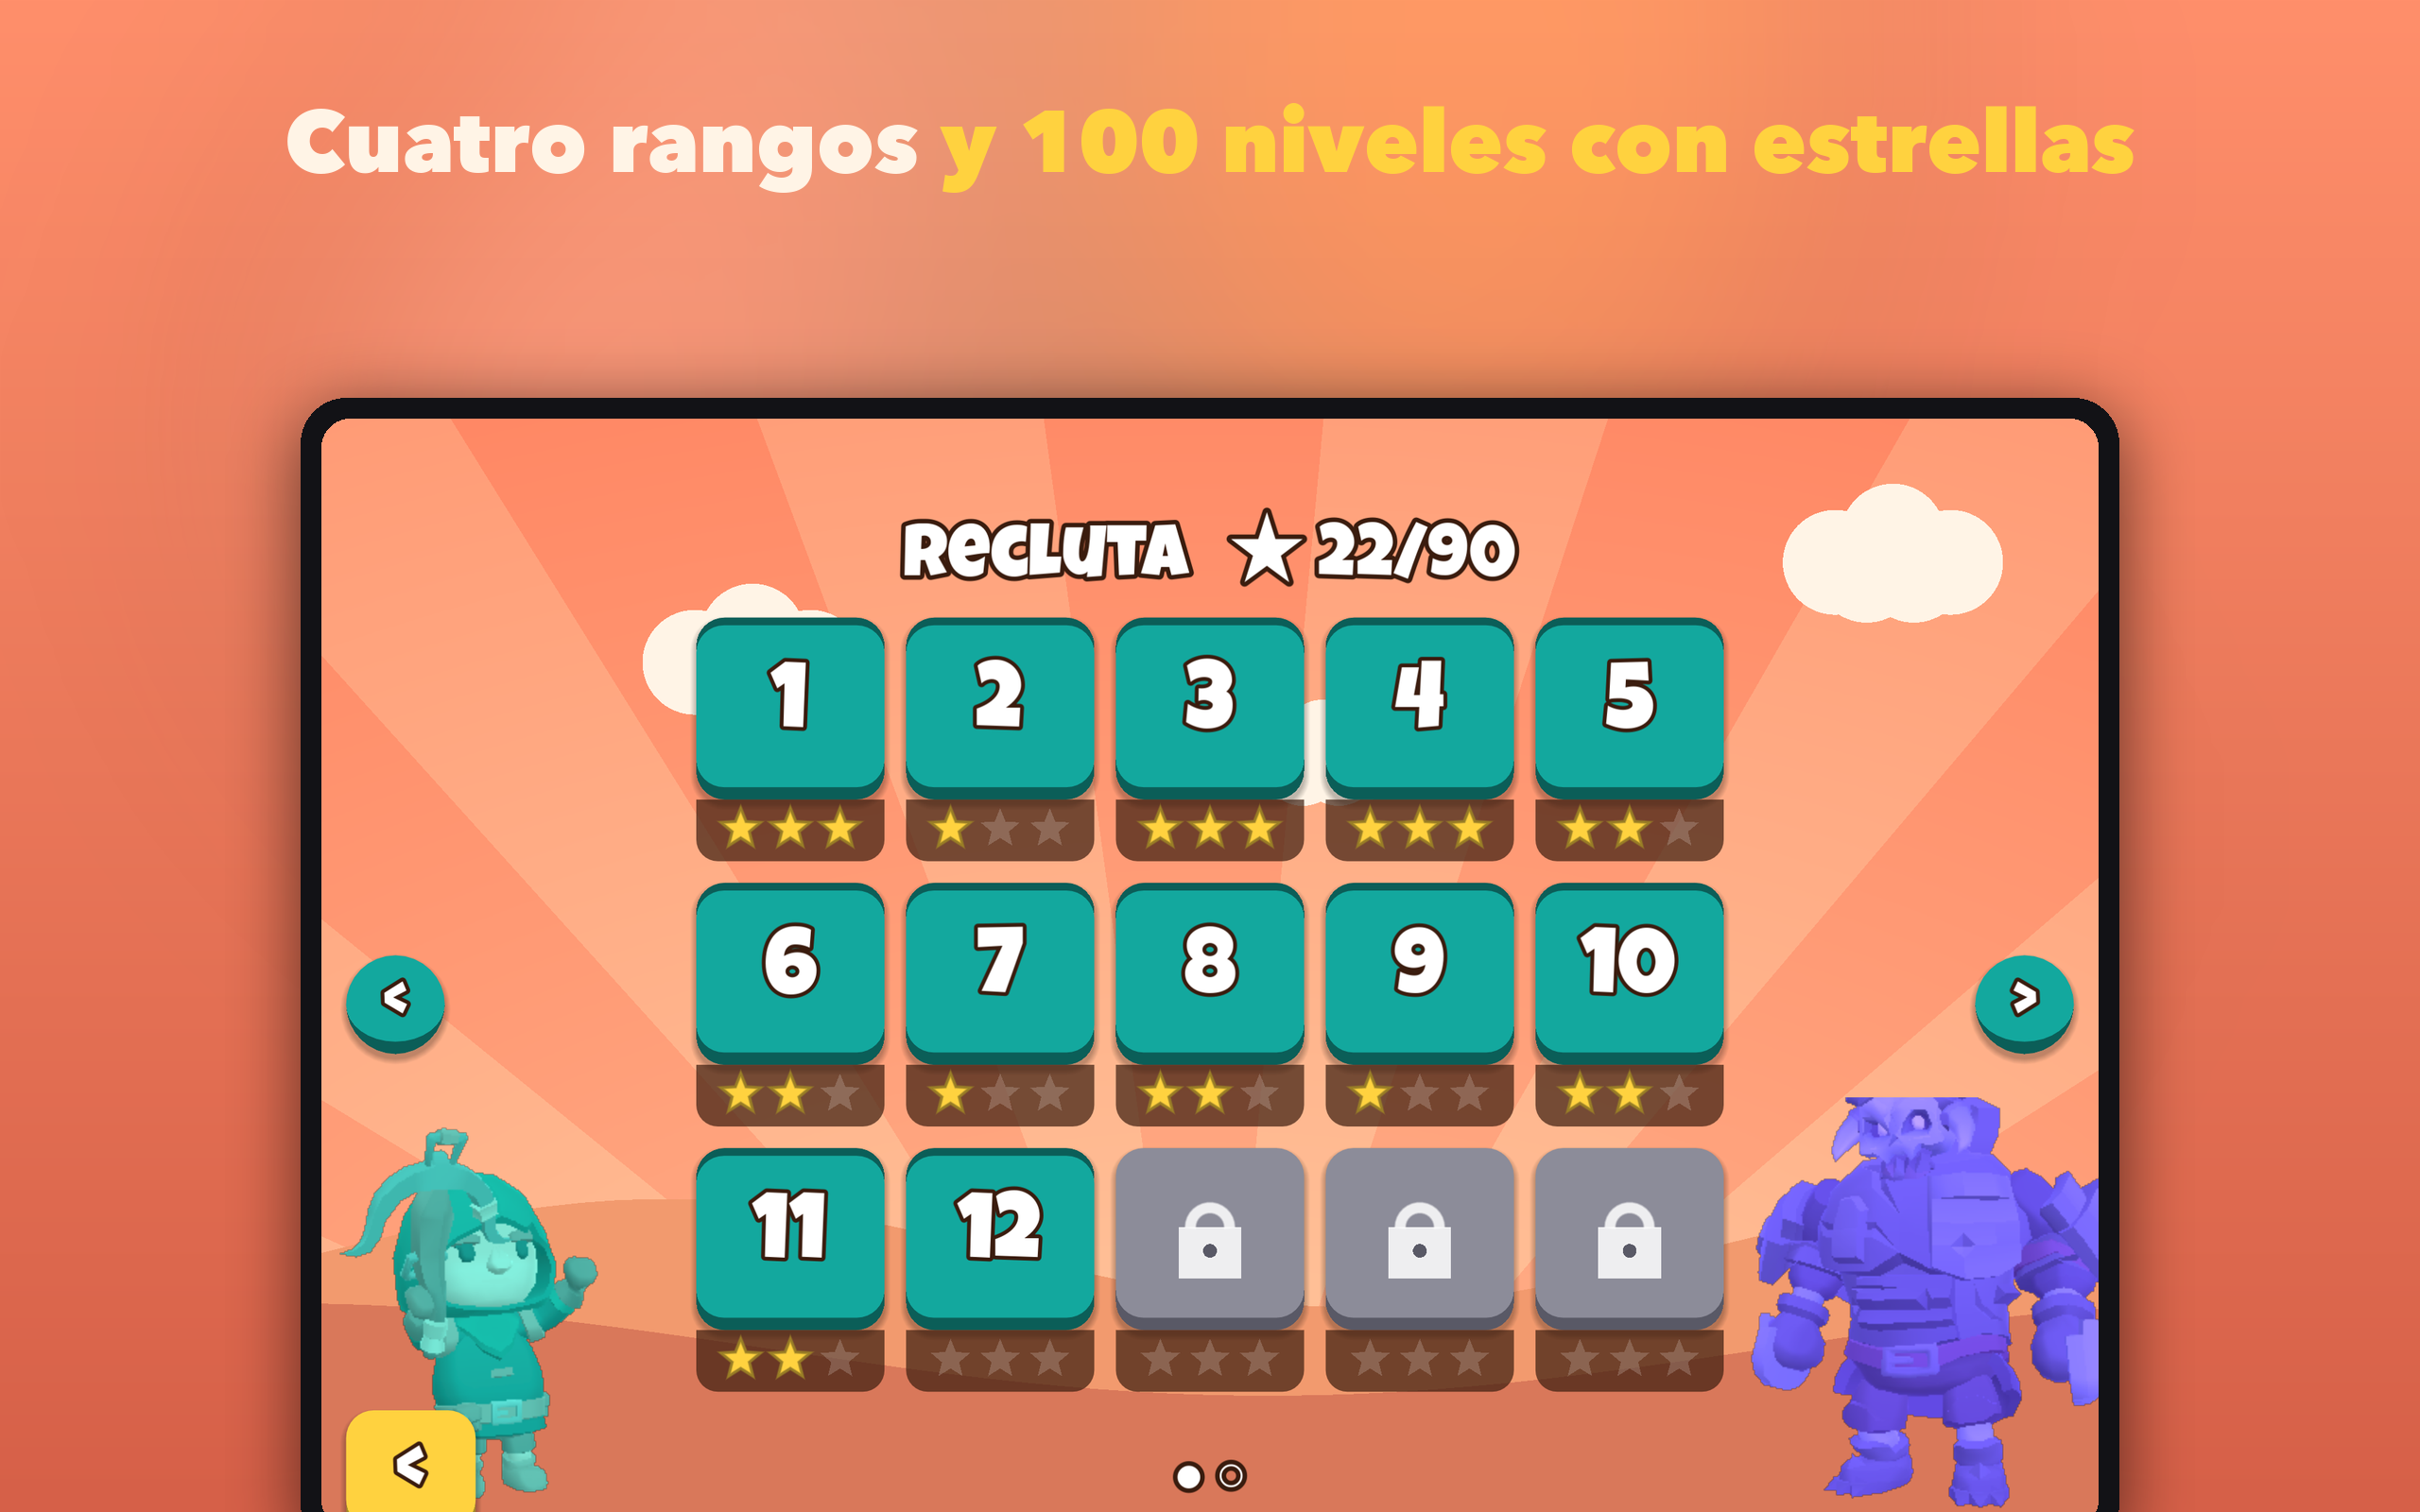 Cuatro rangos y 100 niveles con estrellas
RECLUTA ★ 22/90
1 2 3 4 5
6 7 8 9 10
< >
11 12
<